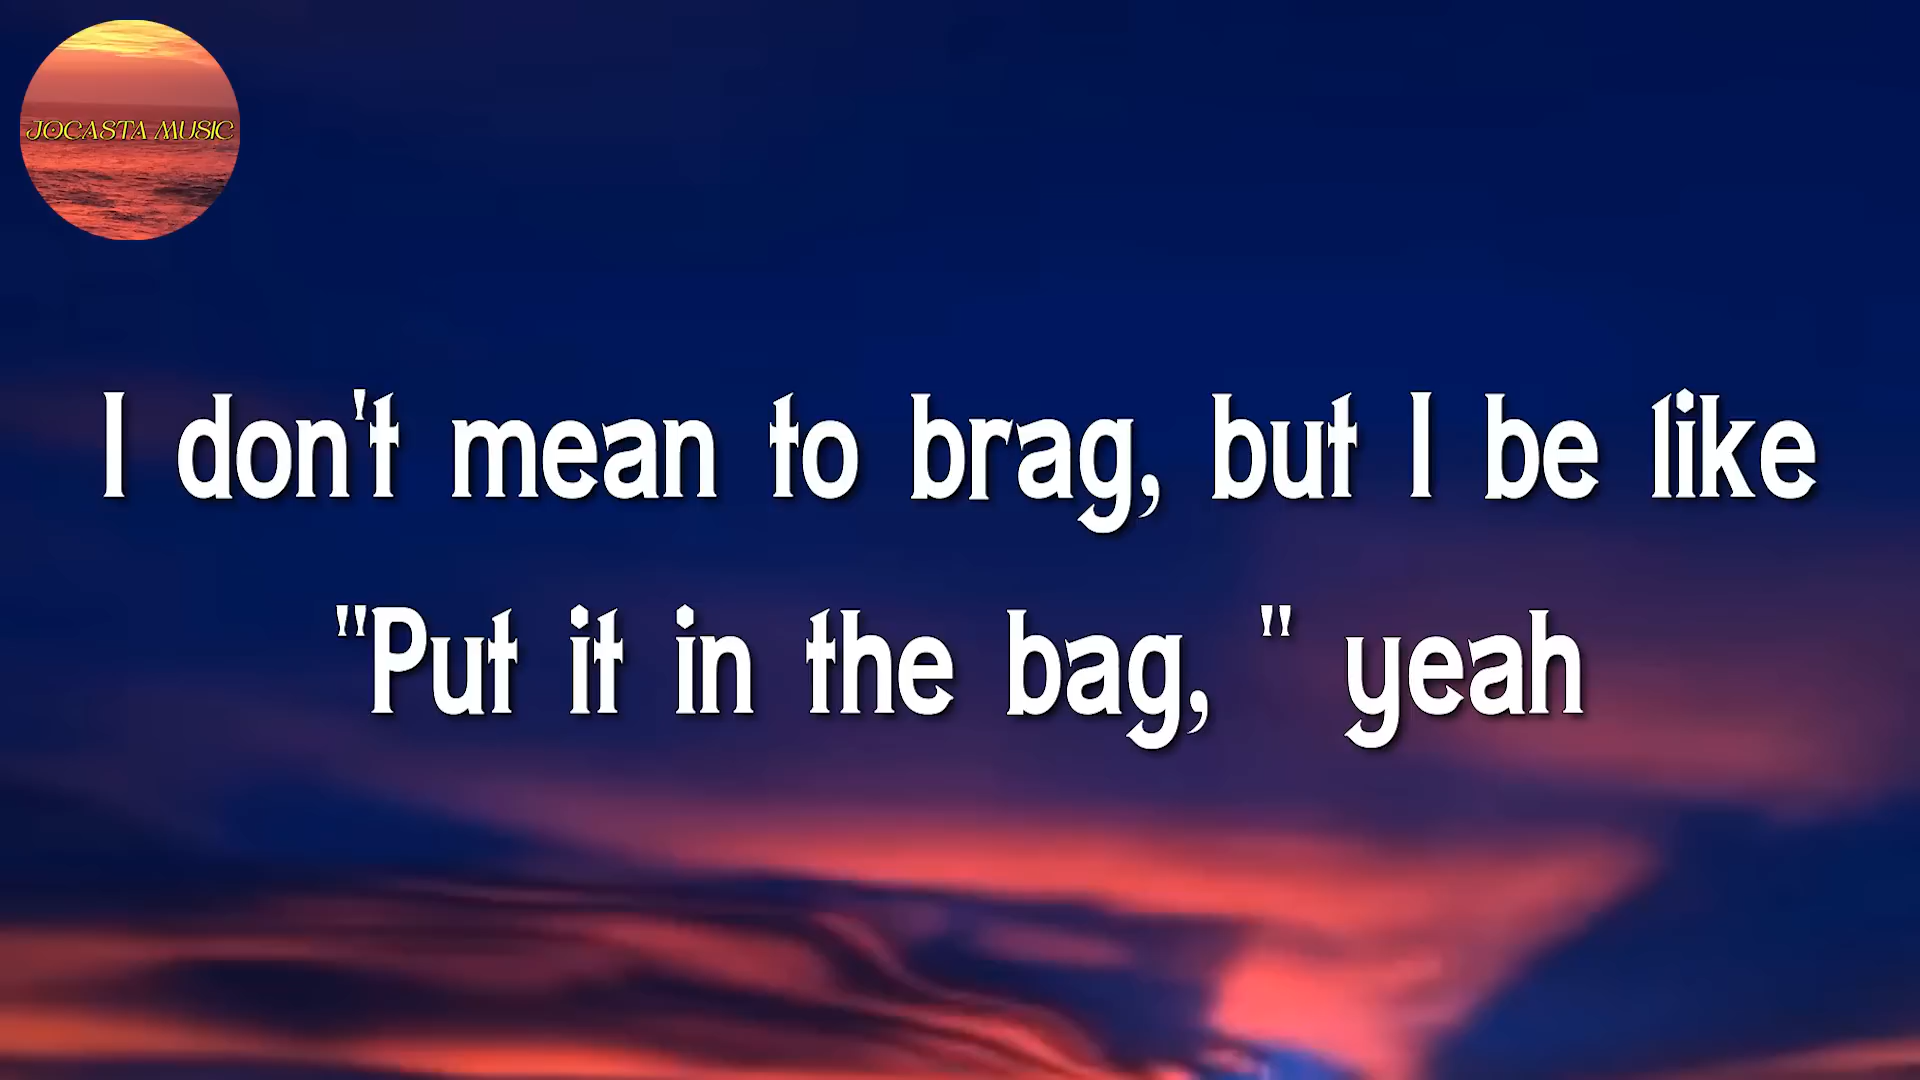 JOCASTA MUSIC
I don't mean to brag, but I be like
"Put it in the bag, " yeah